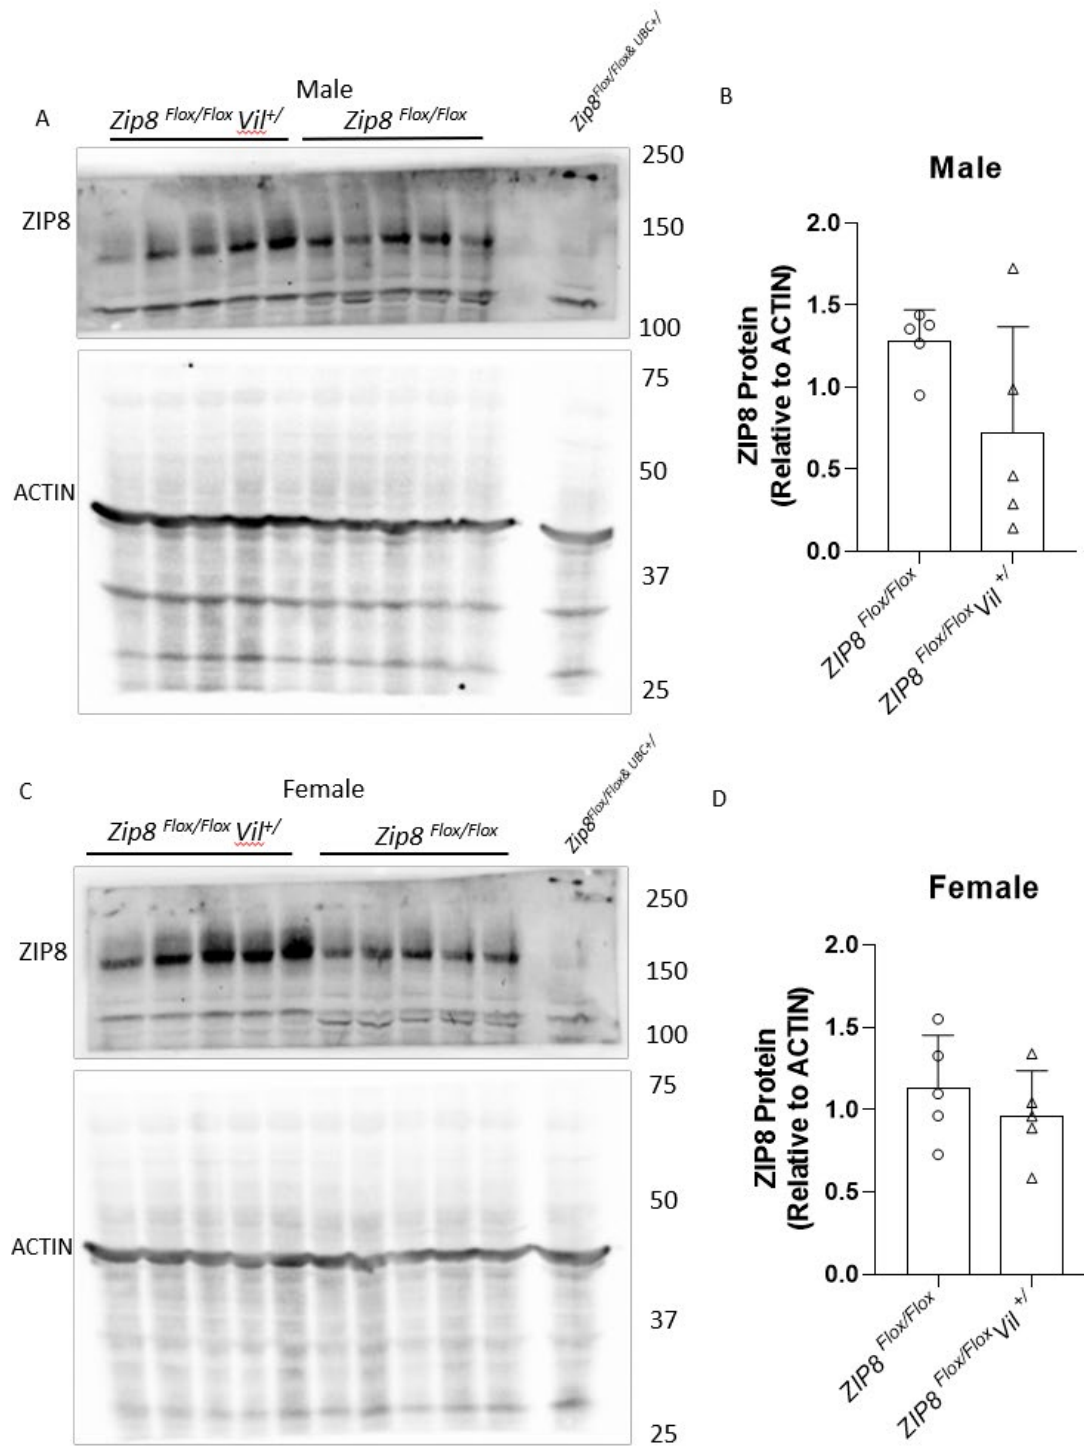 Male
A
Zip8 Flox/Flox Vil+/
Zip8 Flox/Flox
Zip8Flox/Flox& UBC+/
ZIP8
250
150
100
ACTIN
75
50
37
25
B
Male
ZIP8 Protein
(Relative to ACTIN)
2.0
1.5
1.0
0.5
0.0
ZIP8 Flox/Flox
ZIP8 Flox/Flox Vil +/
C
Female
Zip8 Flox/Flox Vil+/
Zip8 Flox/Flox
Zip8Flox/Flox& UBC+/
ZIP8
250
150
100
ACTIN
75
50
37
25
D
Female
ZIP8 Protein
(Relative to ACTIN)
2.0
1.5
1.0
0.5
0.0
ZIP8 Flox/Flox
ZIP8 Flox/Flox Vil +/